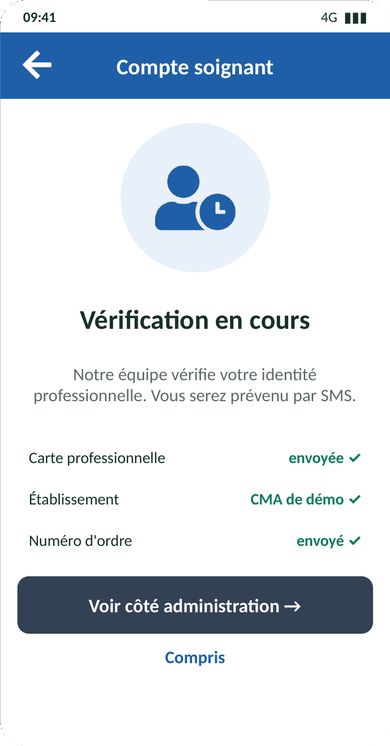 09:41 4G
Compte soignant
Vérification en cours
Notre équipe vérifie votre identité
professionnelle. Vous serez prévenu par SMS.
Carte professionnelle envoyée ✓
Établissement CMA de démo ✓
Numéro d'ordre envoyé ✓
Voir côté administration →
Compris